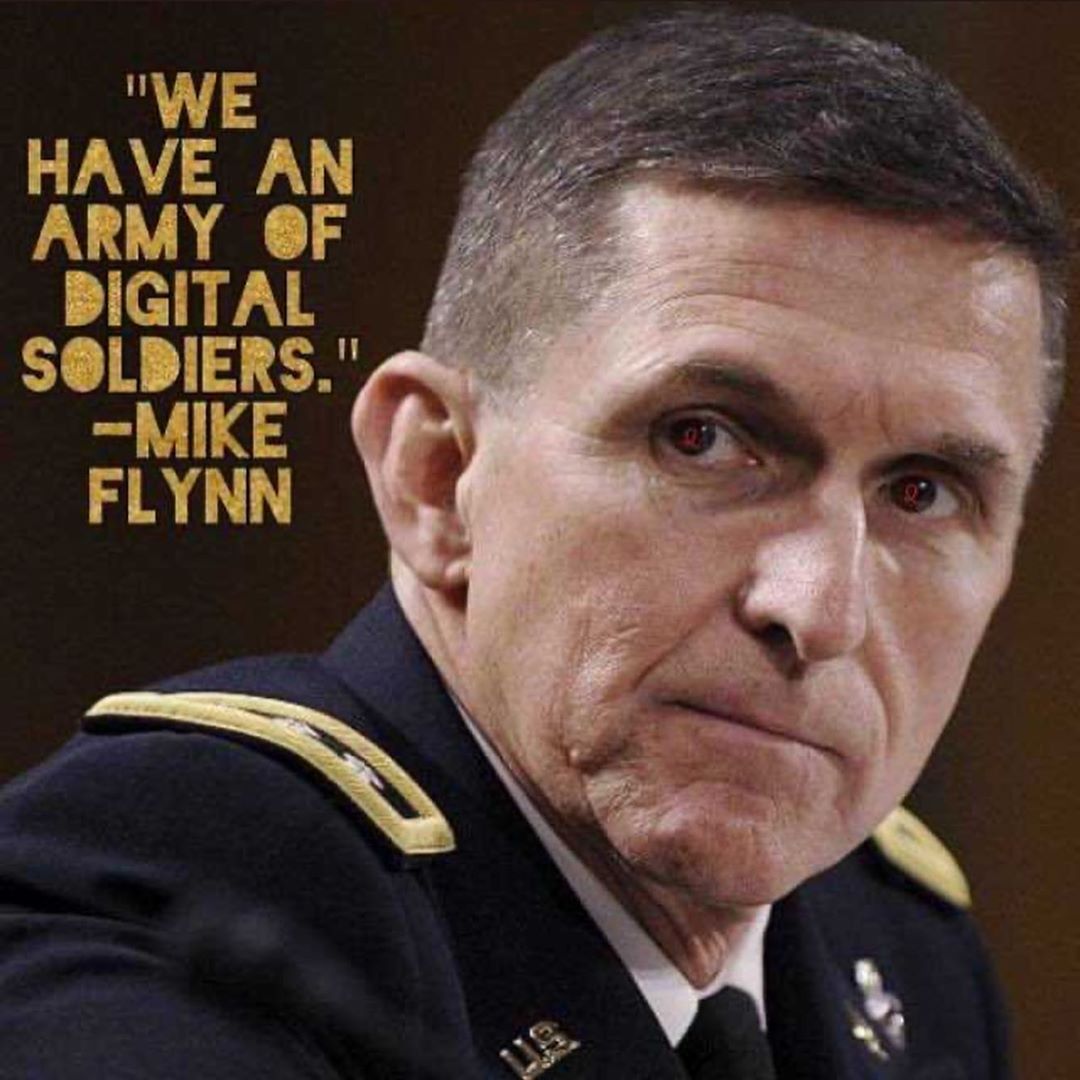 "WE
HAVE AN
ARMY OF
DIGITAL
SOLDIERS."
-MIKE
FLYNN
Q
Q
U.S.